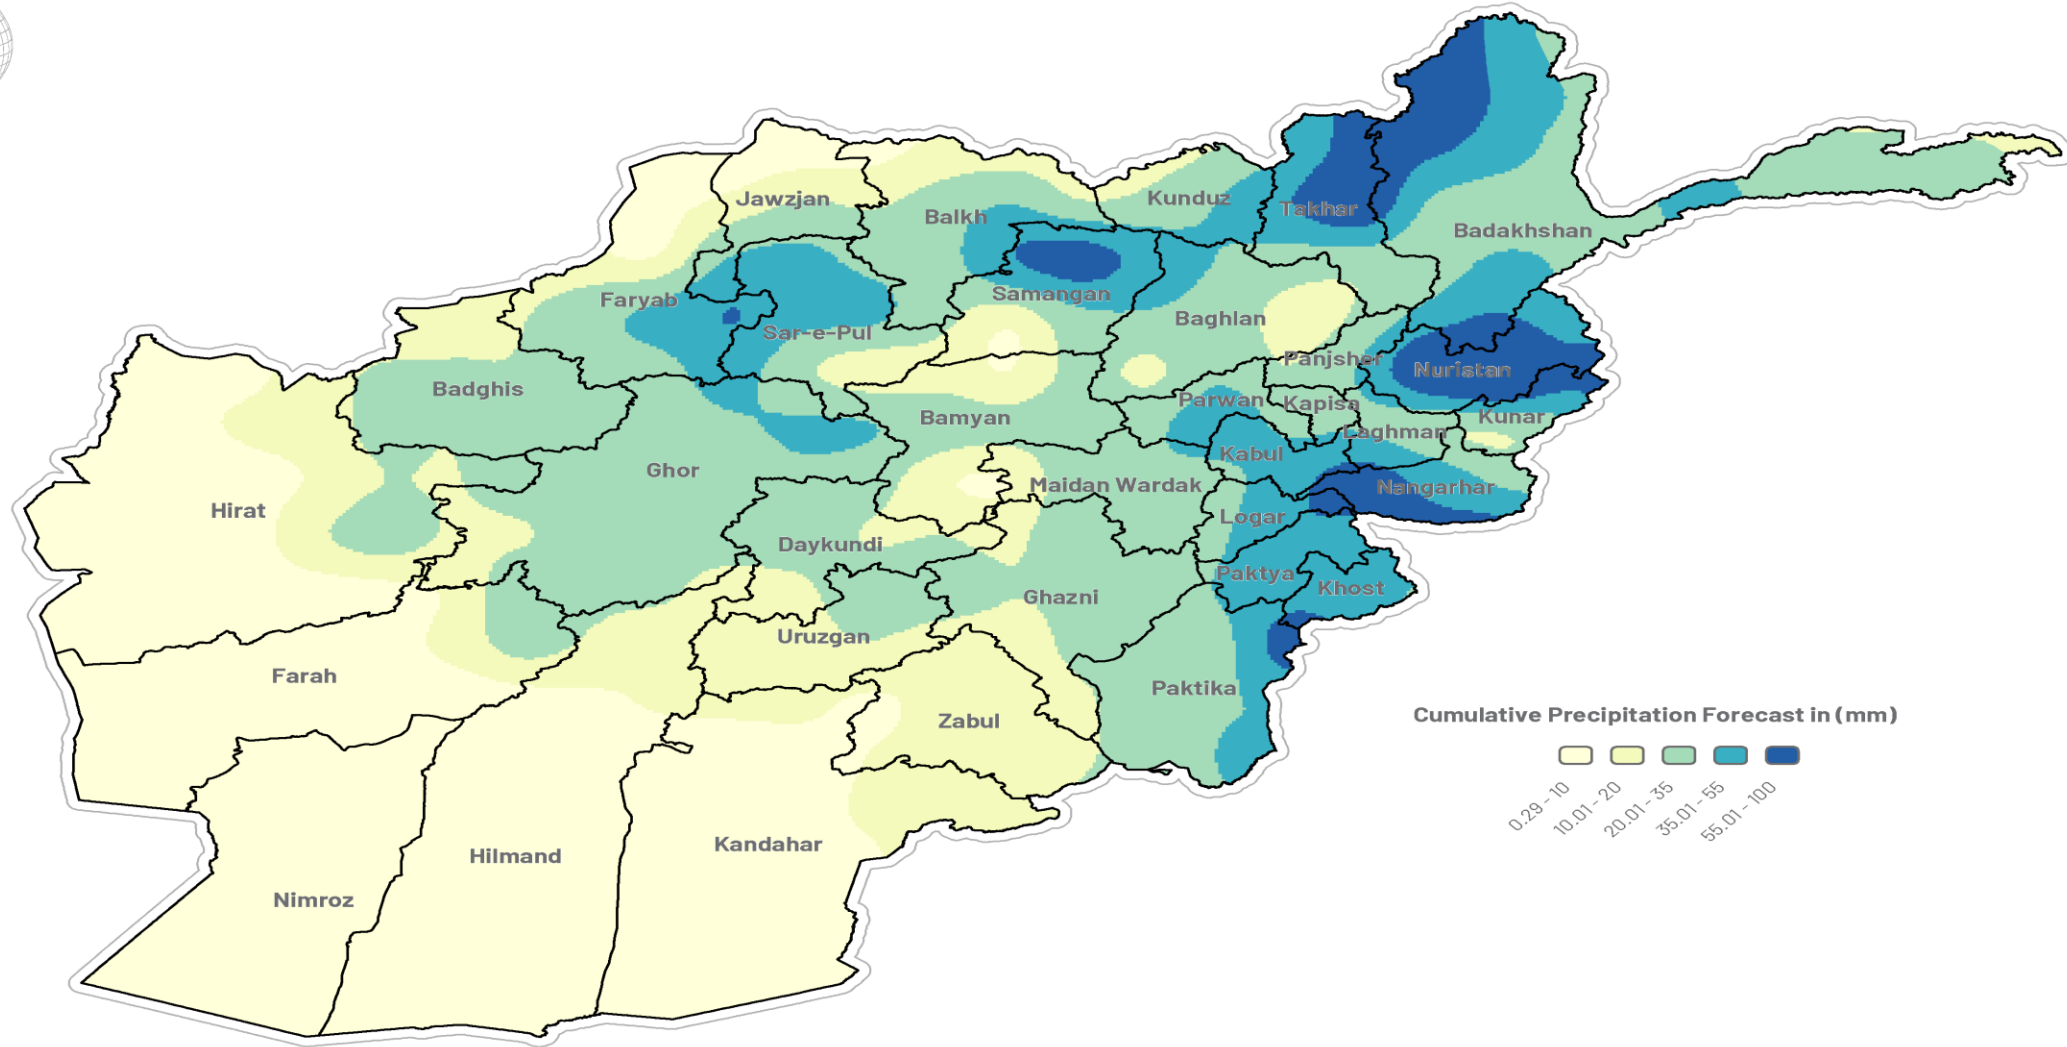 Jawzjan
Kunduz
Balkh
Takhar
Badakhshan
Faryab
Samangan
Sar-e-Pul
Baghlan
Panjsher
Nuristan
Badghis
Parwan
Kapisa
Bamyan
Kunar
Laghman
Ghor
Kabul
Maidan Wardak
Nangarhar
Hirat
Logar
Daykundi
Paktya
Khost
Ghazni
Uruzgan
Farah
Paktika
Zabul
Kandahar
Hilmand
Nimroz
Cumulative Precipitation Forecast in (mm)
0.29 - 10
10.01 - 20
20.01 - 35
35.01 - 55
55.01 - 100